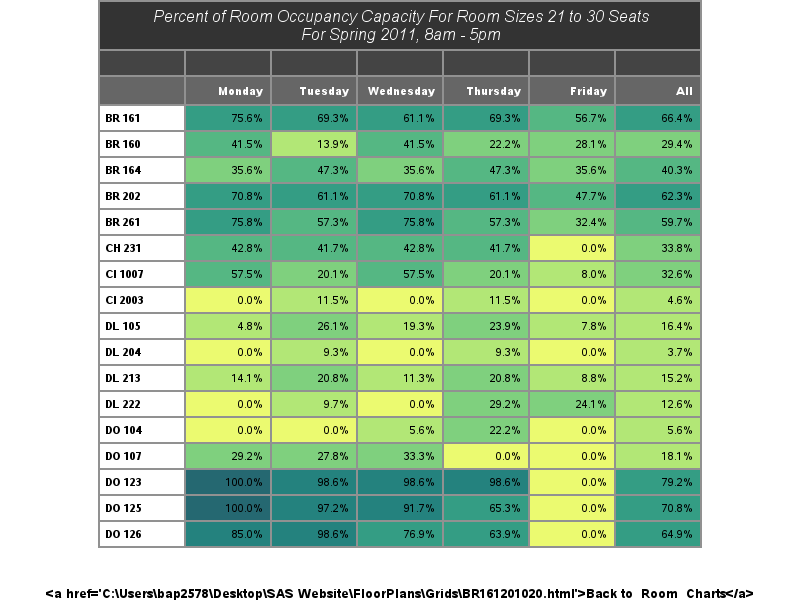 Percent of Room Occupancy Capacity For Room Sizes 21 to 30 Seats
For Spring 2011, 8am - 5pm
Monday Tuesday Wednesday Thursday Friday All
BR 161 75.6% 69.3% 61.1% 69.3% 56.7% 66.4%
BR 160 41.5% 13.9% 41.5% 22.2% 28.1% 29.4%
BR 164 35.6% 47.3% 35.6% 47.3% 35.6% 40.3%
BR 202 70.8% 61.1% 70.8% 61.1% 47.7% 62.3%
BR 261 75.8% 57.3% 75.8% 57.3% 32.4% 59.7%
CH 231 42.8% 41.7% 42.8% 41.7% 0.0% 33.8%
CI 1007 57.5% 20.1% 57.5% 20.1% 8.0% 32.6%
CI 2003 0.0% 11.5% 0.0% 11.5% 0.0% 4.6%
DL 105 4.8% 26.1% 19.3% 23.9% 7.8% 16.4%
DL 204 0.0% 9.3% 0.0% 9.3% 0.0% 3.7%
DL 213 14.1% 20.8% 11.3% 20.8% 8.8% 15.2%
DL 222 0.0% 9.7% 0.0% 29.2% 24.1% 12.6%
DO 104 0.0% 0.0% 5.6% 22.2% 0.0% 5.6%
DO 107 29.2% 27.8% 33.3% 0.0% 0.0% 18.1%
DO 123 100.0% 98.6% 98.6% 98.6% 0.0% 79.2%
DO 125 100.0% 97.2% 91.7% 65.3% 0.0% 70.8%
DO 126 85.0% 98.6% 76.9% 63.9% 0.0% 64.9%
<a href='C:\Users\bap2578\Desktop\SAS Website\FloorPlans\Grids\BR161201020.html'>Back to Room Charts</a>